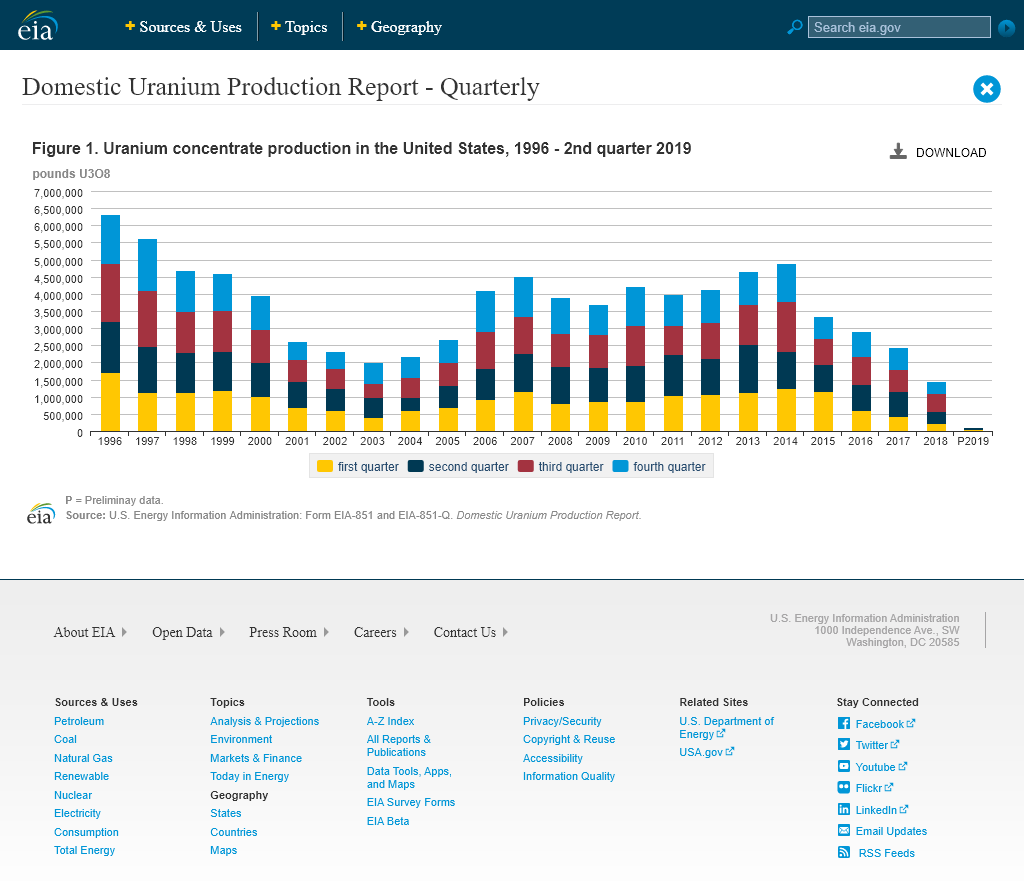 eia
Sources & Uses
Topics
Geography
Search eia.gov
Domestic Uranium Production Report - Quarterly
Figure 1. Uranium concentrate production in the United States, 1996 - 2nd quarter 2019
DOWNLOAD
pounds U3O8
7,000,000
6,500,000
6,000,000
5,500,000
5,000,000
4,500,000
4,000,000
3,500,000
3,000,000
2,500,000
2,000,000
1,500,000
1,000,000
500,000
0
1996 1997 1998 1999 2000 2001 2002 2003 2004 2005 2006 2007 2008 2009 2010 2011 2012 2013 2014 2015 2016 2017 2018 P2019
first quarter second quarter third quarter fourth quarter
eia
P = Preliminay data.
Source: U.S. Energy Information Administration: Form EIA-851 and EIA-851-Q. Domestic Uranium Production Report.
About EIA
Open Data
Press Room
Careers
Contact Us
U.S. Energy Information Administration
1000 Independence Ave., SW
Washington, DC 20585
Sources & Uses
Petroleum
Coal
Natural Gas
Renewable
Nuclear
Electricity
Consumption
Total Energy
Topics
Analysis & Projections
Environment
Markets & Finance
Today in Energy
Geography
States
Countries
Maps
Tools
A-Z Index
All Reports &
Publications
Data Tools, Apps,
and Maps
EIA Survey Forms
EIA Beta
Policies
Privacy/Security
Copyright & Reuse
Accessibility
Information Quality
Related Sites
U.S. Department of
Energy
USA.gov
Stay Connected
Facebook
Twitter
Youtube
Flickr
LinkedIn
Email Updates
RSS Feeds